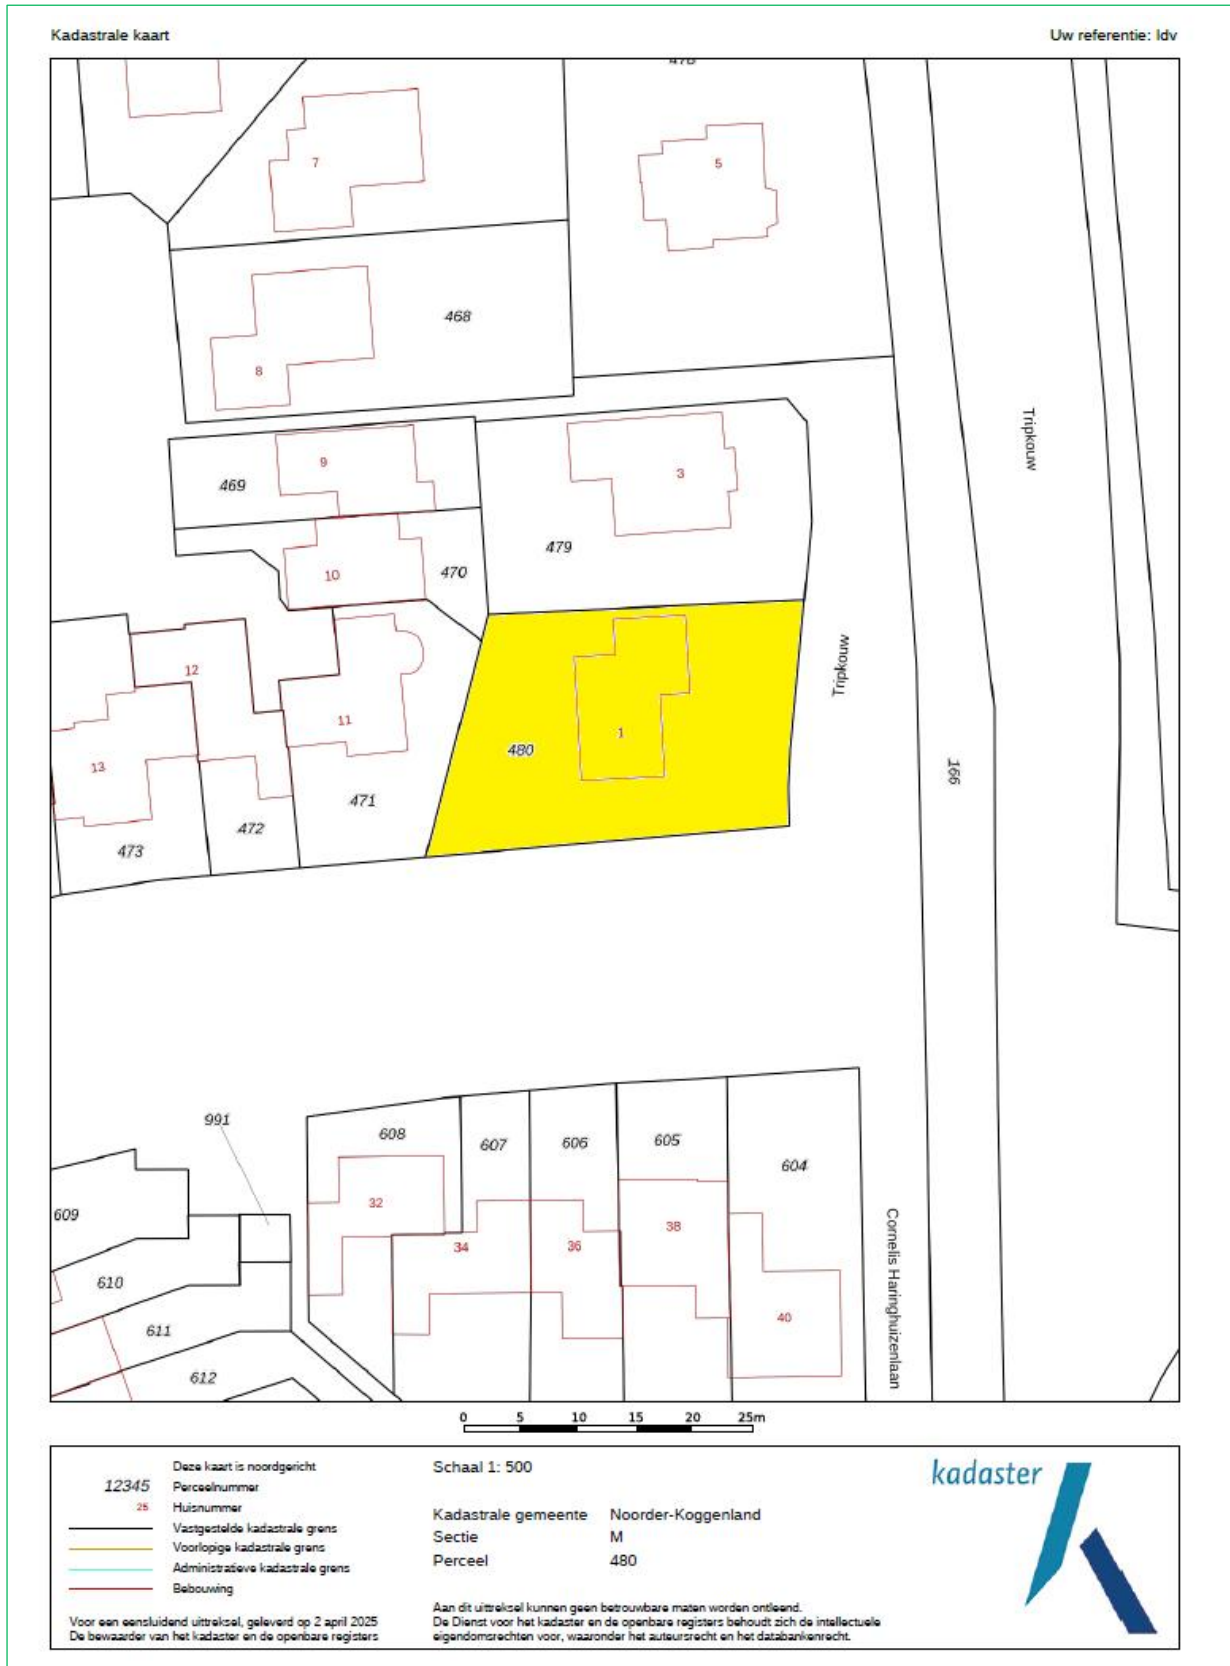 Kadastrale kaart
Uw referentie: ldv
478
7
5
468
8
Tripkouw
9
469
3
479
10
470
12
Tripkouw
11
1
480
13
166
471
472
473
991
608
607
606
605
604
609
32
38
34
36
Cornelis Haringhuizenlaan
610
40
611
612
0 5 10 15 20 25m
Deze kaart is noordgericht
12345 Perceelnummer
25 Huisnummer
Vastgestelde kadastrale grens
Voorlopige kadastrale grens
Administratieve kadastrale grens
Bebouwing
Voor een eensluidend uittreksel, geleverd op 2 april 2025
De bewaarder van het kadaster en de openbare registers
Schaal 1: 500
Kadastrale gemeente Noorder-Koggenland
Sectie M
Perceel 480
Aan dit uittreksel kunnen geen betrouwbare maten worden ontleend.
De Dienst voor het kadaster en de openbare registers behoudt zich de intellectuele
eigendomsrechten voor, waaronder het auteursrecht en het databankenrecht.
kadaster